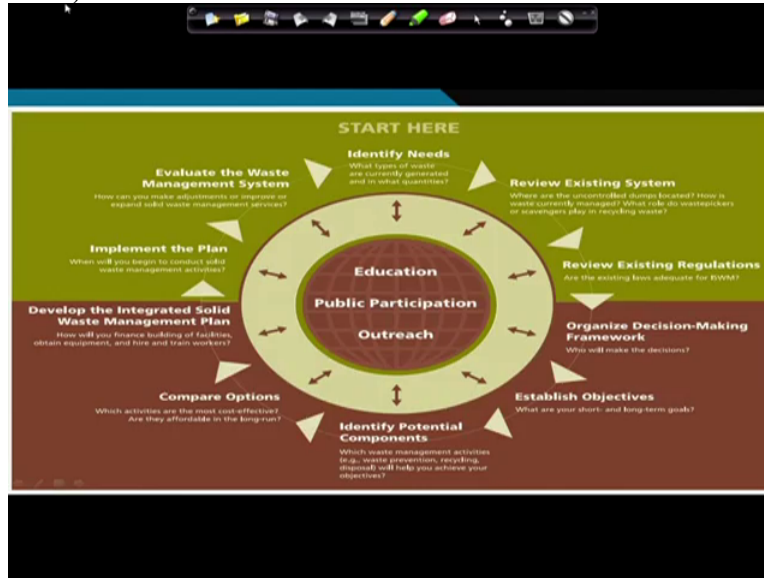 START HERE
Identify Needs
What types of waste
are currently generated
and in what quantities?
Review Existing System
Where are the uncontrolled dumps located? How is
waste currently managed? What role do wastepickers
or scavengers play in recycling waste?
Review Existing Regulations
Are the existing laws adequate for ISWM?
Organize Decision-Making
Framework
Who will make the decisions?
Establish Objectives
What are your short- and long-term goals?
Identify Potential
Components
Which waste management activities
(e.g., waste prevention, recycling,
disposal) will help you achieve your
objectives?
Compare Options
Which activities are the most cost-effective?
Are they affordable in the long-run?
Develop the Integrated Solid
Waste Management Plan
How will you finance building of facilities,
obtain equipment, and hire and train workers?
Implement the Plan
When will you begin to conduct solid
waste management activities?
Evaluate the Waste
Management System
How can you make adjustments or improve or
expand solid waste management services?
Education
Public Participation
Outreach